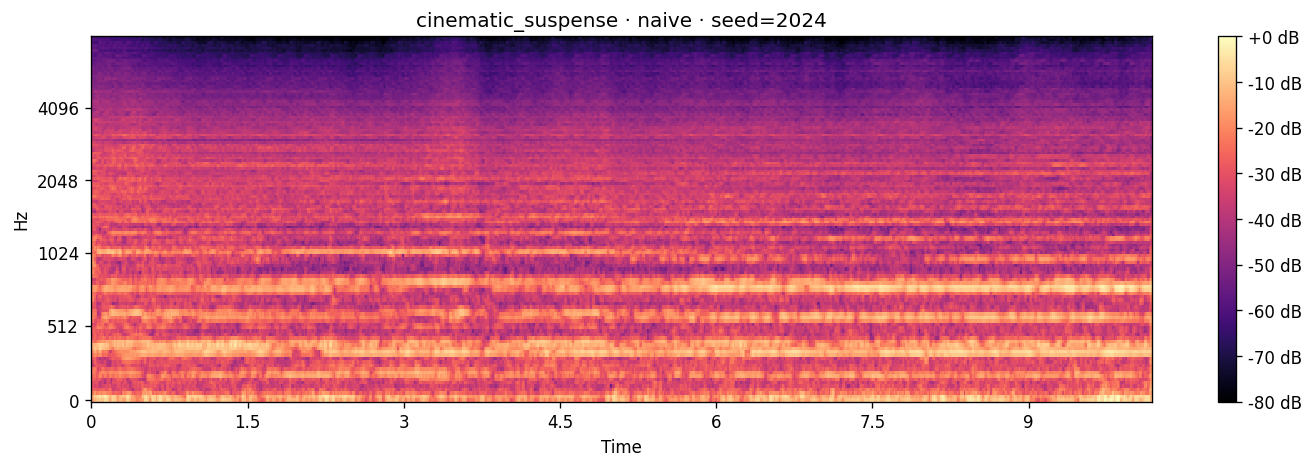 cinematic_suspense · naive · seed=2024
Hz
4096
2048
1024
512
0
0
1.5
3
4.5
6
7.5
9
Time
+0 dB
-10 dB
-20 dB
-30 dB
-40 dB
-50 dB
-60 dB
-70 dB
-80 dB